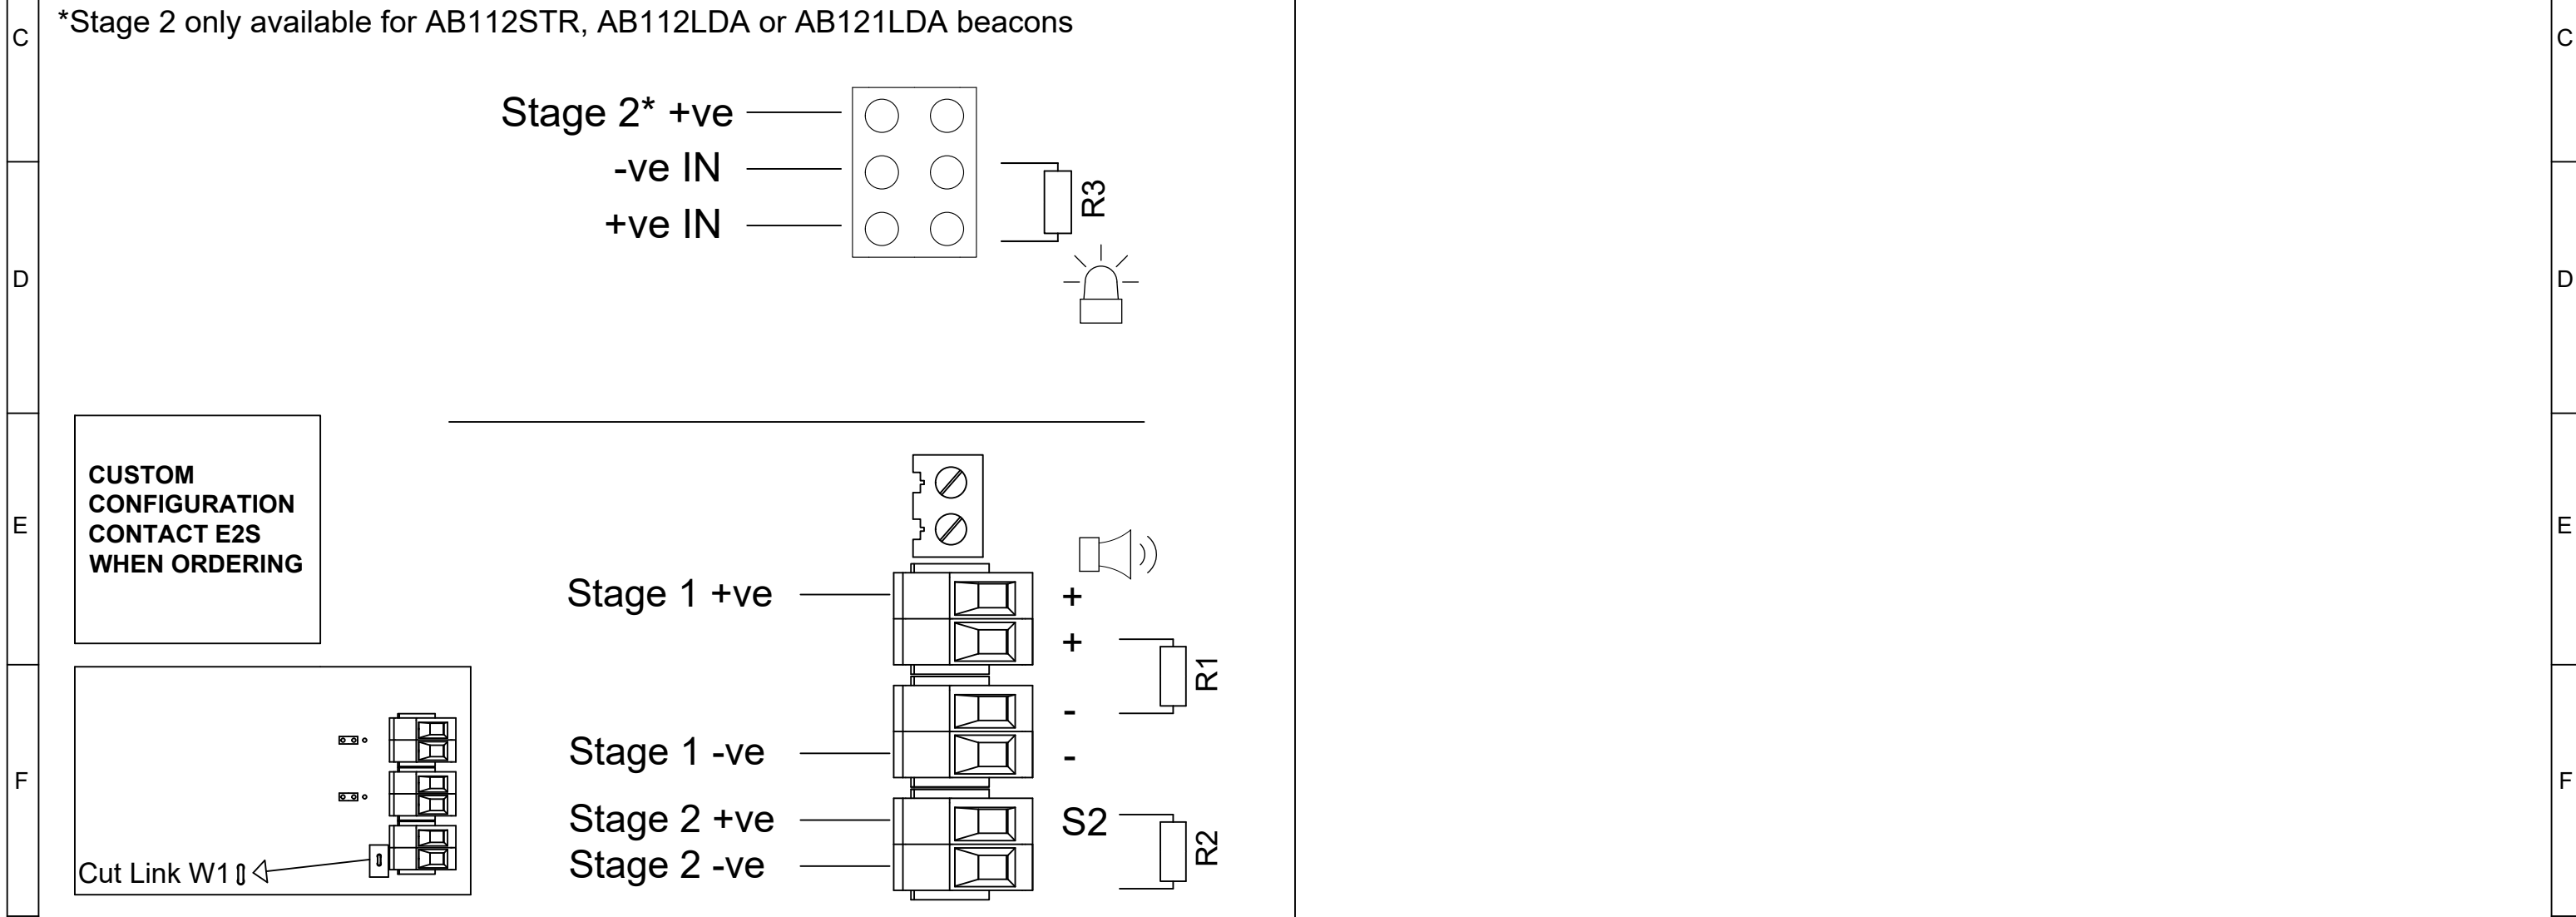 C
*Stage 2 only available for AB112STR, AB112LDA or AB121LDA beacons
C
Stage 2* +ve
-ve IN
+ve IN
R3
D
D
CUSTOM
CONFIGURATION
CONTACT E2S
WHEN ORDERING
E
E
Stage 1 +ve
+
+
R1
-
Stage 1 -ve
-
F
F
Stage 2 +ve
S2
Stage 2 -ve
R2
Cut Link W1